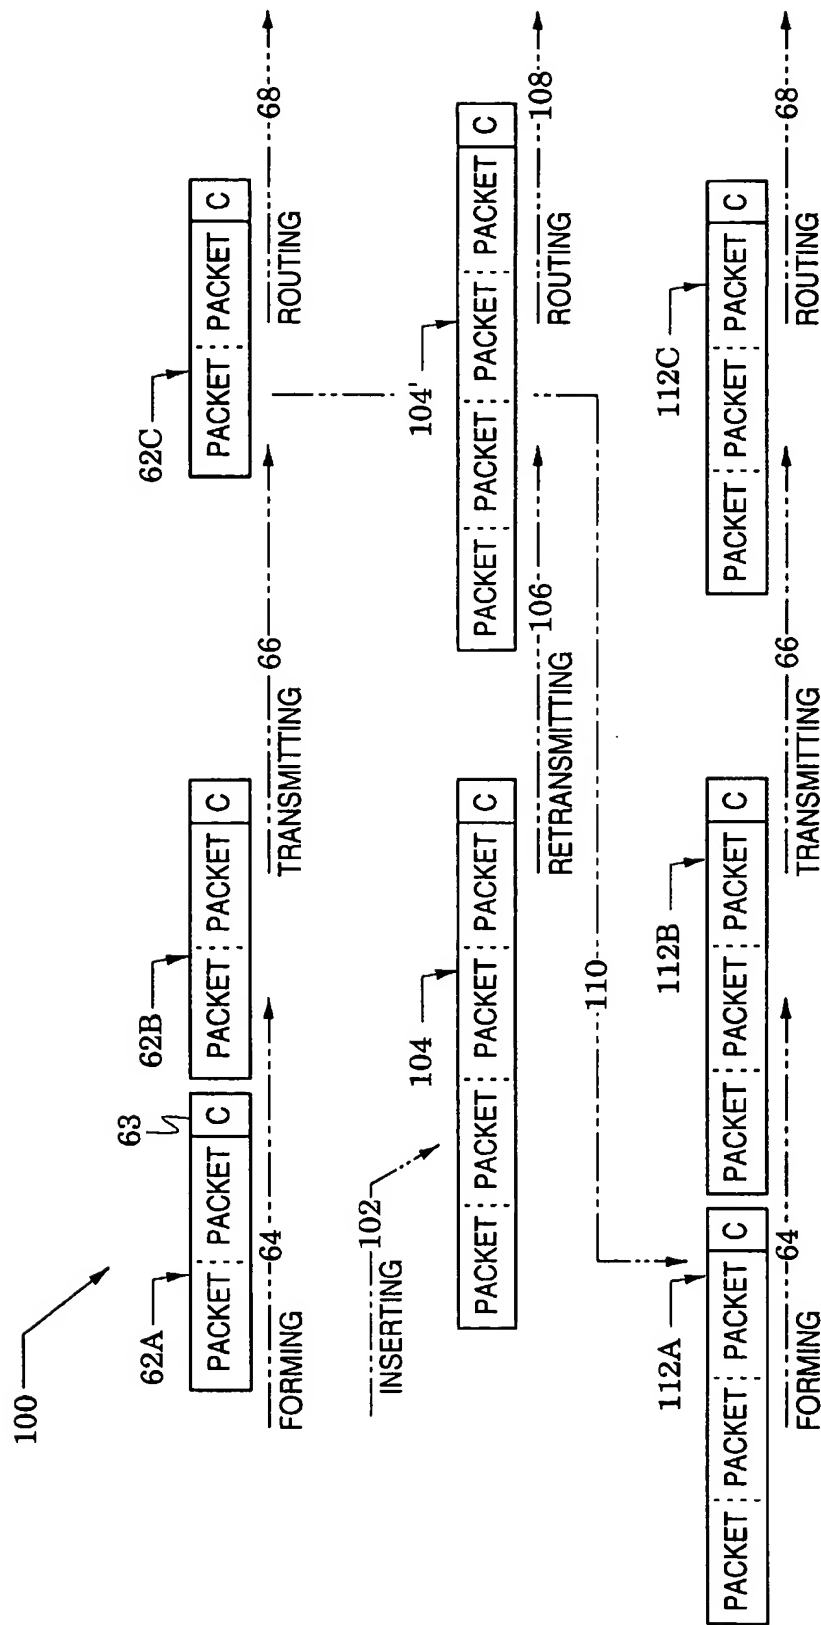 100
62A
63
62B
62C
PACKET PACKET C
PACKET PACKET C
PACKET PACKET C
64
66
68
FORMING
TRANSMITTING
ROUTING
INSERTING
102
104
104'
PACKET PACKET PACKET PACKET C
PACKET PACKET PACKET PACKET C
106
108
RETRANSMITTING
ROUTING
110
112A
112B
112C
PACKET PACKET PACKET C
PACKET PACKET PACKET C
PACKET PACKET PACKET C
64
66
68
FORMING
TRANSMITTING
ROUTING